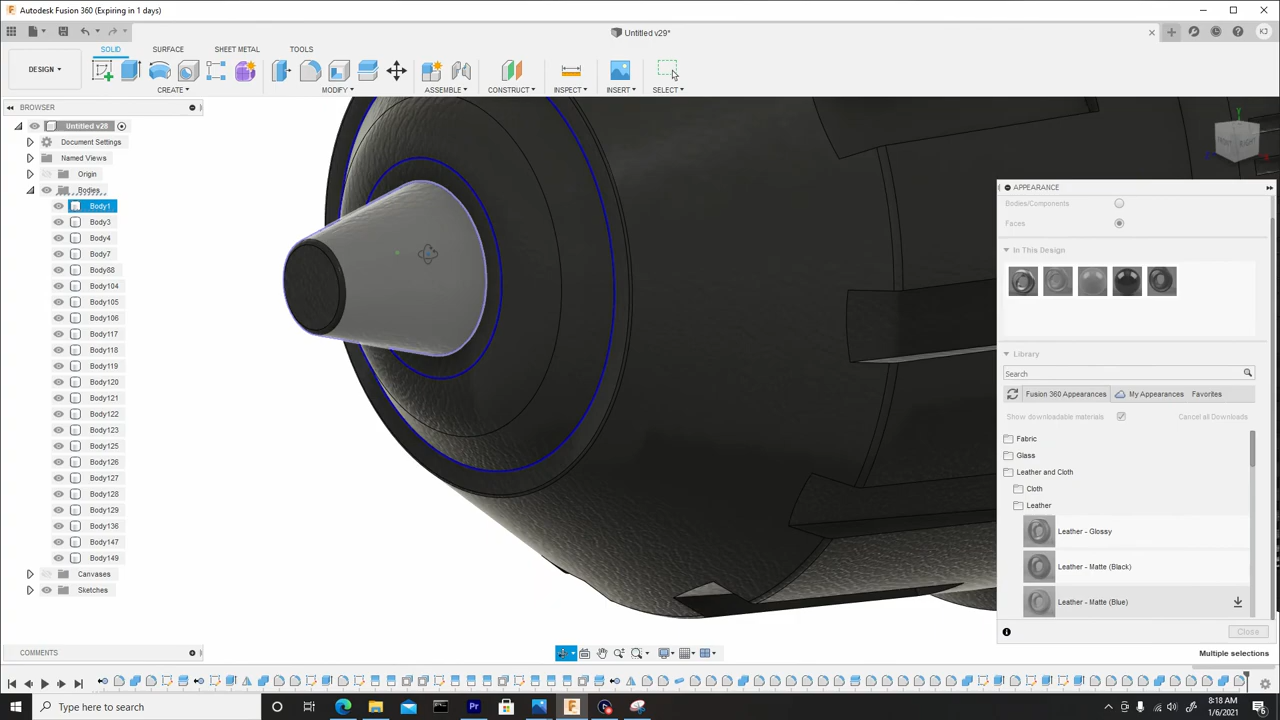 Autodesk Fusion 360 (Expiring in 1 days)
Untitled v29*
KJ
DESIGN
SOLID
SURFACE
SHEET METAL
TOOLS
CREATE
MODIFY
ASSEMBLE
CONSTRUCT
INSPECT
INSERT
SELECT
BROWSER
Untitled v28
Document Settings
Named Views
Origin
Bodies
Body1
Body3
Body4
Body7
Body88
Body104
Body105
Body106
Body117
Body118
Body119
Body120
Body121
Body122
Body123
Body125
Body126
Body127
Body128
Body129
Body136
Body147
Body149
Canvases
Sketches
COMMENTS
APPEARANCE
Bodies/Components
Faces
In This Design
Library
Search
Fusion 360 Appearances
My Appearances
Favorites
Show downloadable materials
Cancel all Downloads
Fabric
Glass
Leather and Cloth
Cloth
Leather
Leather - Glossy
Leather - Matte (Black)
Leather - Matte (Blue)
Close
Multiple selections
Type here to search
Pr
8:18 AM
1/6/2021